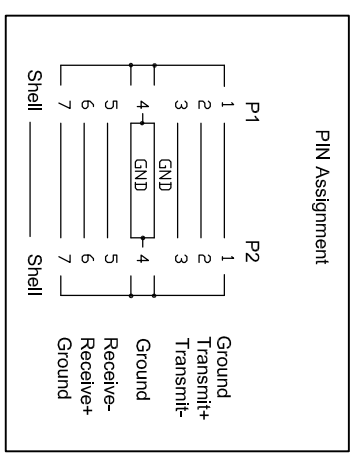 PIN Assignment
P1 P2
1 1 Ground
2 2 Transmit+
3 3 Transmit-
GND
4 4 Ground
GND
5 5 Receive-
6 6 Receive+
7 7 Ground
Shell Shell